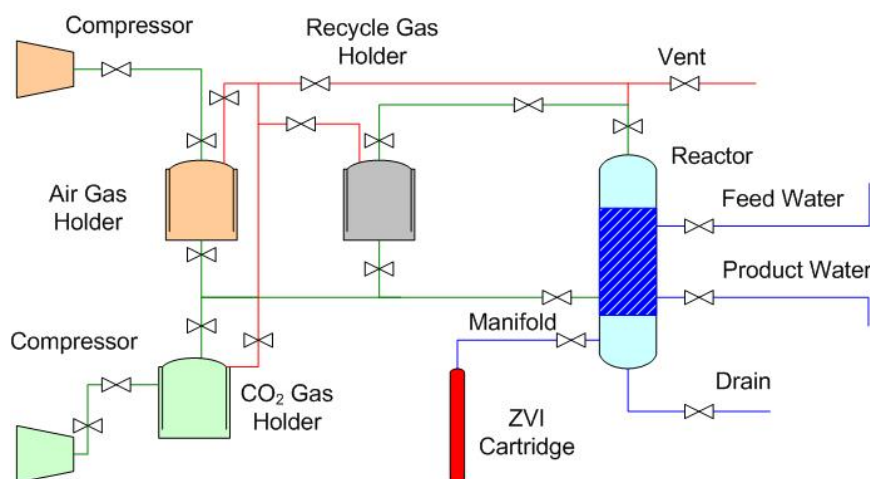 Compressor
Recycle Gas
Holder
Vent
Reactor
Air Gas
Holder
Feed Water
Product Water
Manifold
Compressor
CO₂ Gas
Holder
ZVI
Cartridge
Drain